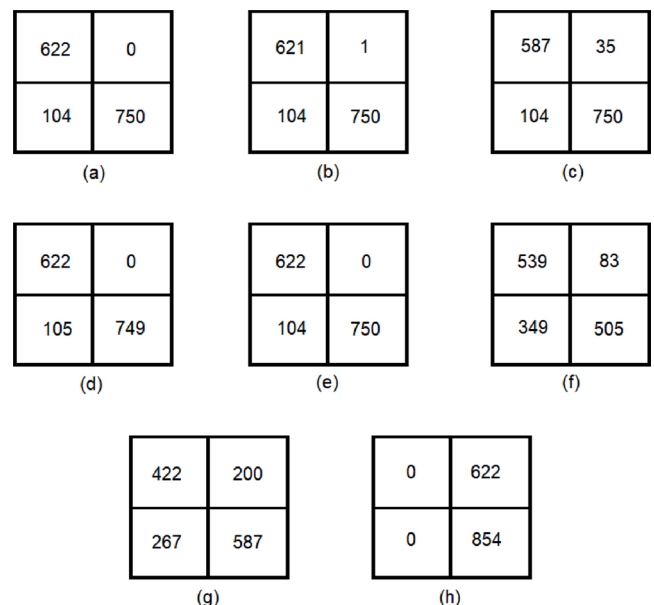 622 0 621 1 587 35
104 750 104 750 104 750
(a) (b) (c)
622 0 622 0 539 83
105 749 104 750 349 505
(d) (e) (f)
422 200 0 622
267 587 0 854
(g) (h)